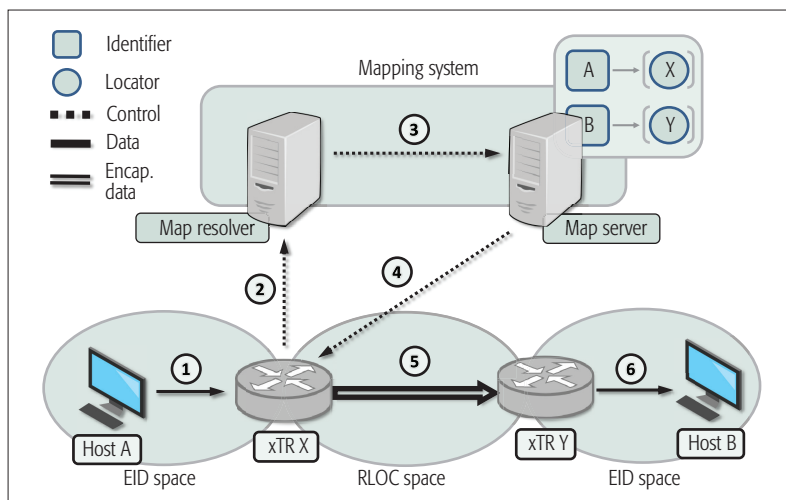 Identifier
Locator
Control
Data
Encap.
data
Mapping system
A
X
B
Y
3
Map resolver
Map server
2
4
1
5
6
Host A
xTR X
xTR Y
Host B
EID space
RLOC space
EID space